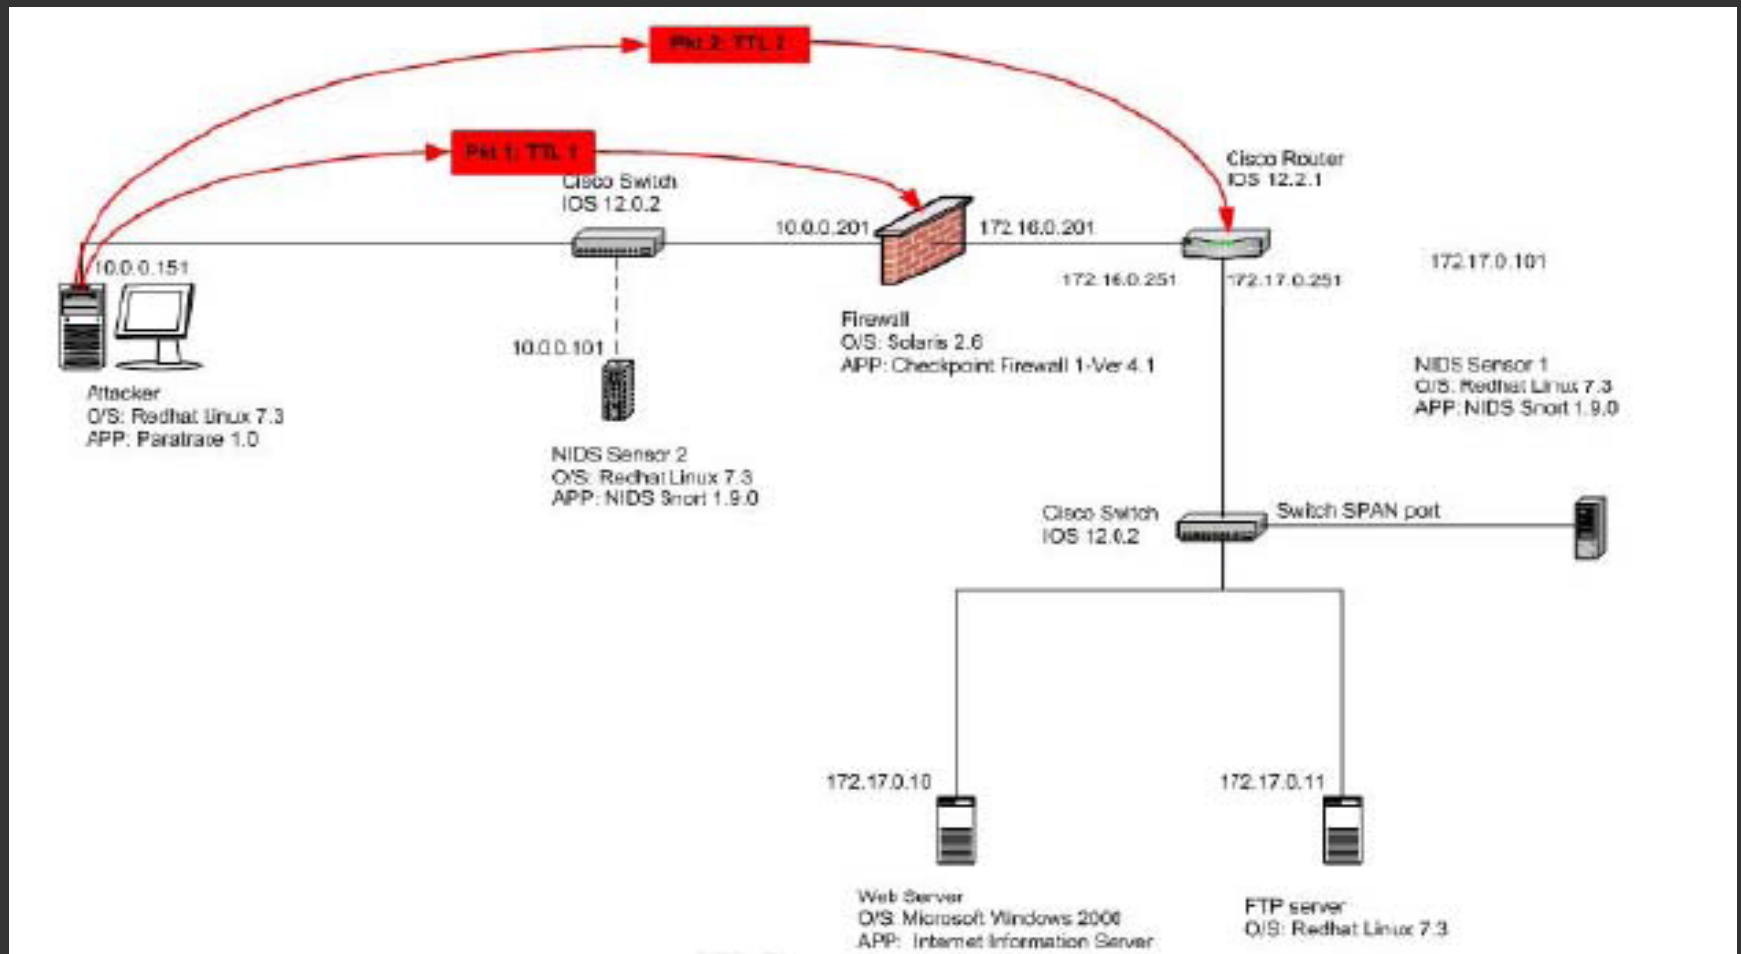 Pkt 2: TTL 2
Pkt 1: TTL 1
Cisco Switch
IOS 12.0.2
Cisco Router
IOS 12.2.1
10.0.0.201
172.16.0.201
10.0.0.151
172.16.0.251
172.17.0.251
172.17.0.101
Firewall
O/S: Solaris 2.6
APP: Checkpoint Firewall 1-Ver 4.1
10.0.0.101
Attacker
O/S: Redhat Linux 7.3
APP: Paratrace 1.0
NIDS Sensor 1
O/S: Redhat Linux 7.3
APP: NIDS Snort 1.9.0
NIDS Sensor 2
O/S: Redhat Linux 7.3
APP: NIDS Snort 1.9.0
Cisco Switch
IOS 12.0.2
Switch SPAN port
172.17.0.10
172.17.0.11
Web Server
O/S: Microsoft Windows 2000
APP: Internet Information Server
FTP server
O/S: Redhat Linux 7.3